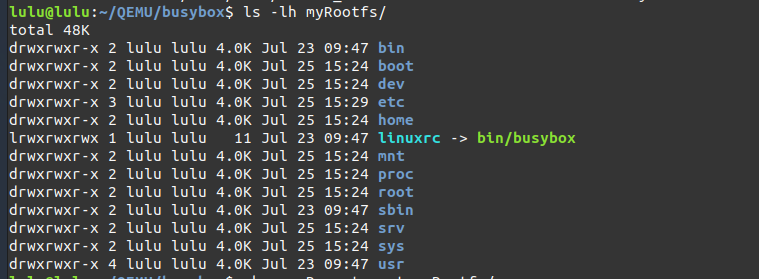 lulu@lulu:~/QEMU/busybox$ ls -lh myRootfs/
total 48K
drwxrwxr-x 2 lulu lulu 4.0K Jul 23 09:47 bin
drwxrwxr-x 2 lulu lulu 4.0K Jul 25 15:24 boot
drwxrwxr-x 2 lulu lulu 4.0K Jul 25 15:24 dev
drwxrwxr-x 3 lulu lulu 4.0K Jul 25 15:29 etc
drwxrwxr-x 2 lulu lulu 4.0K Jul 25 15:24 home
lrwxrwxrwx 1 lulu lulu   11 Jul 23 09:47 linuxrc -> bin/busybox
drwxrwxr-x 2 lulu lulu 4.0K Jul 25 15:24 mnt
drwxrwxr-x 2 lulu lulu 4.0K Jul 25 15:24 proc
drwxrwxr-x 2 lulu lulu 4.0K Jul 25 15:24 root
drwxrwxr-x 2 lulu lulu 4.0K Jul 23 09:47 sbin
drwxrwxr-x 2 lulu lulu 4.0K Jul 25 15:24 srv
drwxrwxr-x 2 lulu lulu 4.0K Jul 25 15:24 sys
drwxrwxr-x 4 lulu lulu 4.0K Jul 23 09:47 usr